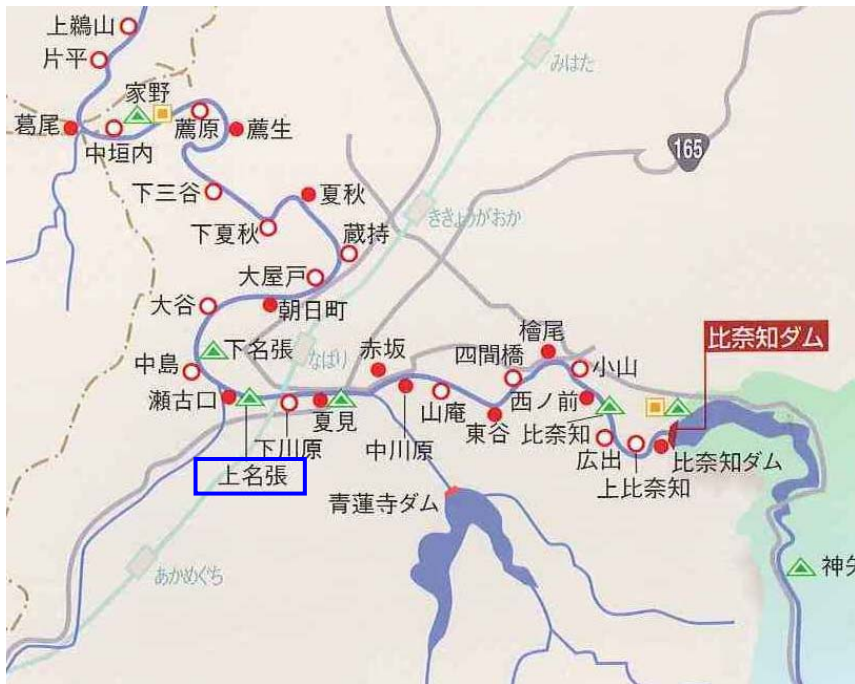 上鵜山
片平
みはた
家野
葛尾
薦原
薦生
中垣内
165
下三谷
夏秋
ききょうがおか
下夏秋
蔵持
大屋戸
大谷
朝日町
檜尾
比奈知ダム
下名張
なばり
赤坂
四間橋
小山
中島
瀬古口
夏見
山庵
西ノ前
東谷
比奈知
下川原
中川原
広出
比奈知ダム
上名張
上比奈知
青蓮寺ダム
あかめぐち
神矢